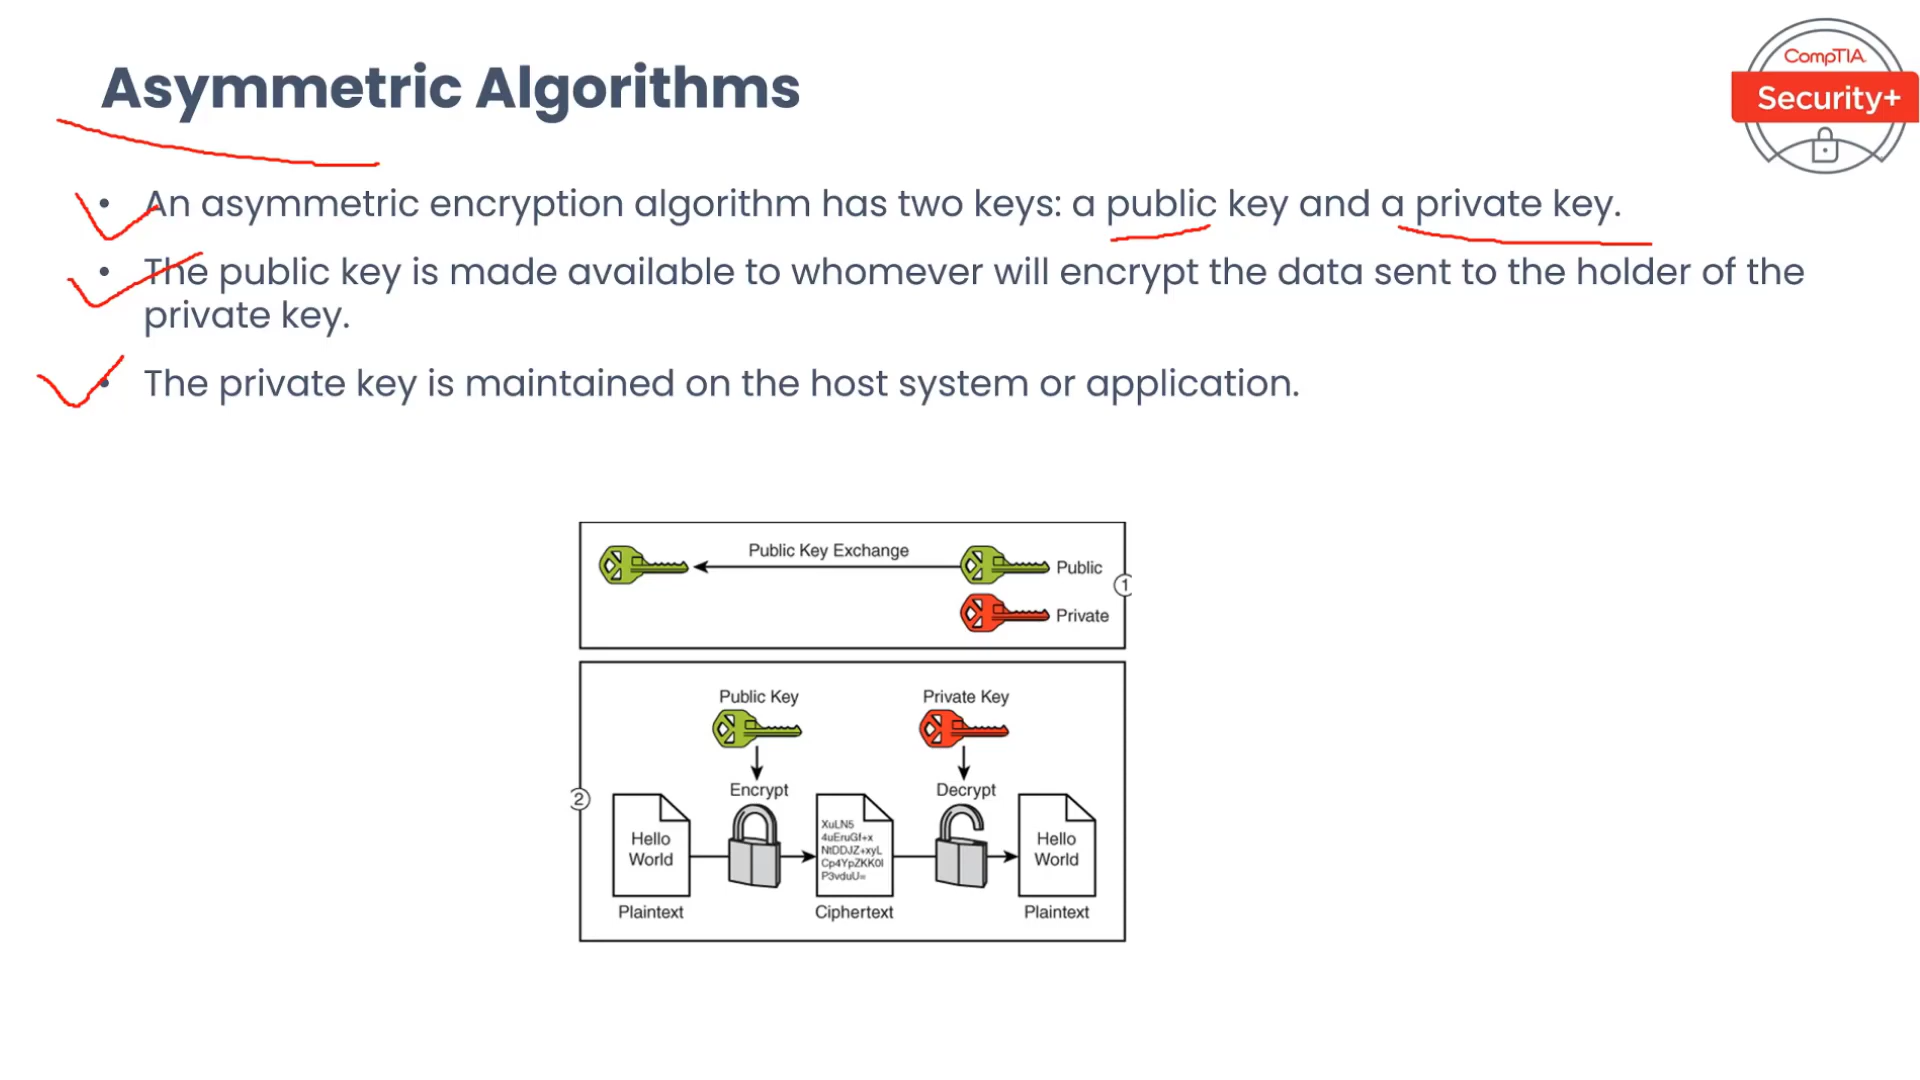 Asymmetric Algorithms
CompTIA
Security+
• An asymmetric encryption algorithm has two keys: a public key and a private key.
• The public key is made available to whomever will encrypt the data sent to the holder of the
private key.
• The private key is maintained on the host system or application.
Public Key Exchange
Public
Private
1
Public Key
Private Key
Encrypt
Decrypt
2
Hello
World
XuLN5
4uEruGf+x
NtDDJZ+xyL
Cp4YpZKK0l
P3vduU=
Hello
World
Plaintext
Ciphertext
Plaintext